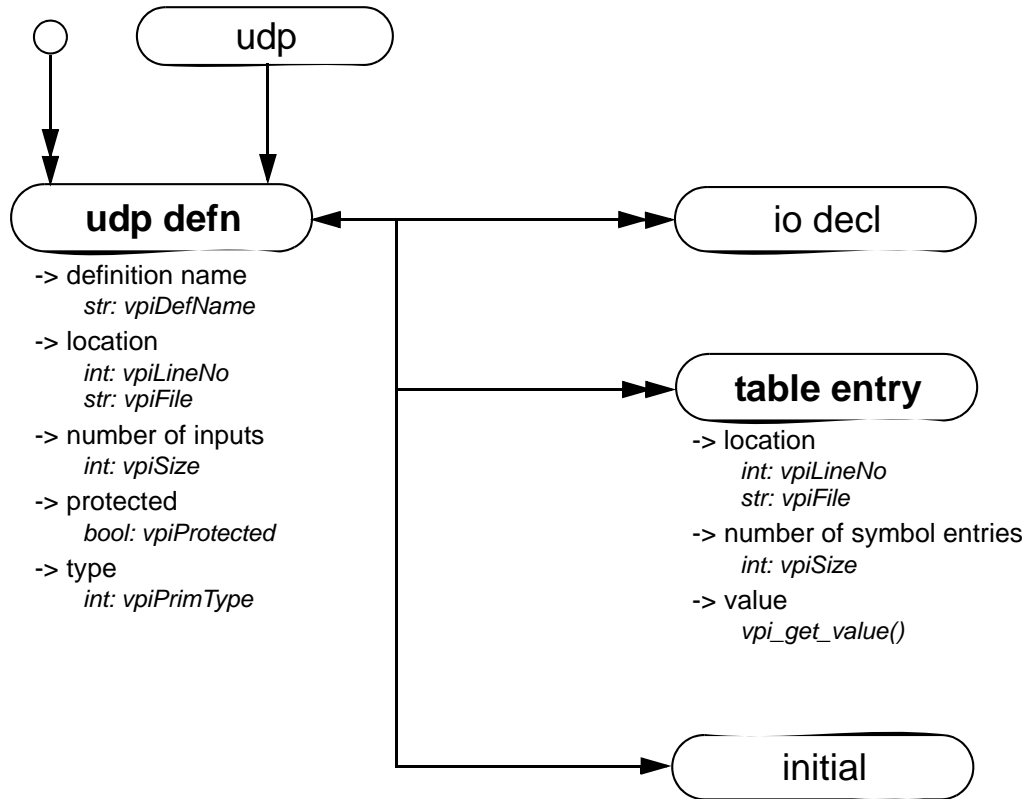 udp
udp defn
-> definition name
str: vpiDefName
-> location
int: vpiLineNo
str: vpiFile
-> number of inputs
int: vpiSize
-> protected
bool: vpiProtected
-> type
int: vpiPrimType
io decl
table entry
-> location
int: vpiLineNo
str: vpiFile
-> number of symbol entries
int: vpiSize
-> value
vpi_get_value()
initial